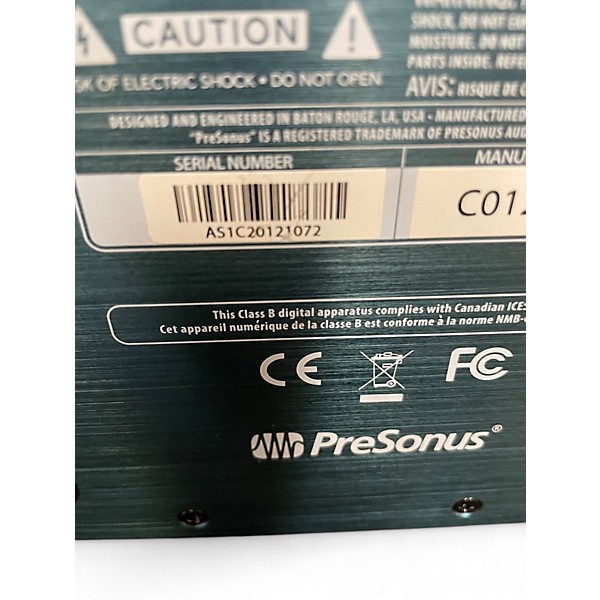 CAUTION
SK OF ELECTRIC SHOCK • DO NOT OPEN
SHOCK, DO NOT
MOISTURE. DO NOT
PARTS INSIDE. REFE
AVIS: RISQUE DE C
DESIGNED AND ENGINEERED IN BATON ROUGE, LA, USA • MANUFACTURED
"PreSonus" IS A REGISTERED TRADEMARK OF PRESONUS AUD
SERIAL NUMBER
MANU
AS1C20121072
C012
This Class B digital apparatus complies with Canadian ICES
Cet appareil numérique de la classe B est conforme à la norme NMB-
CE
FC
PreSonus®